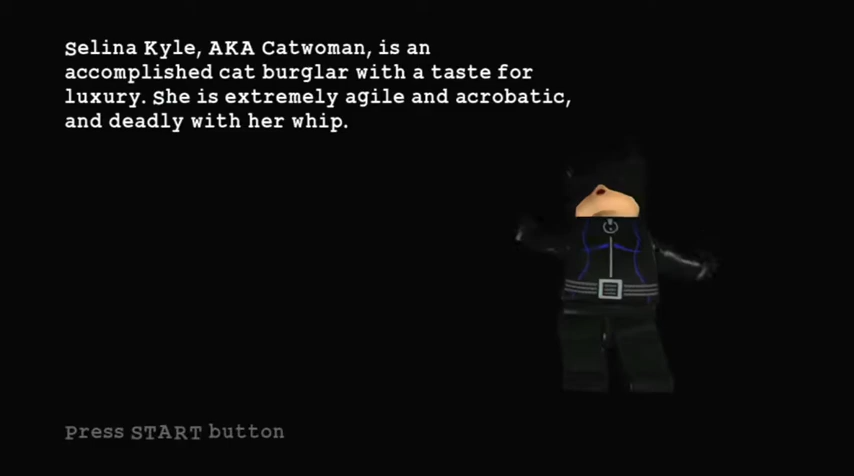 Selina Kyle, AKA Catwoman, is an
accomplished cat burglar with a taste for
luxury. She is extremely agile and acrobatic,
and deadly with her whip.
Press START button